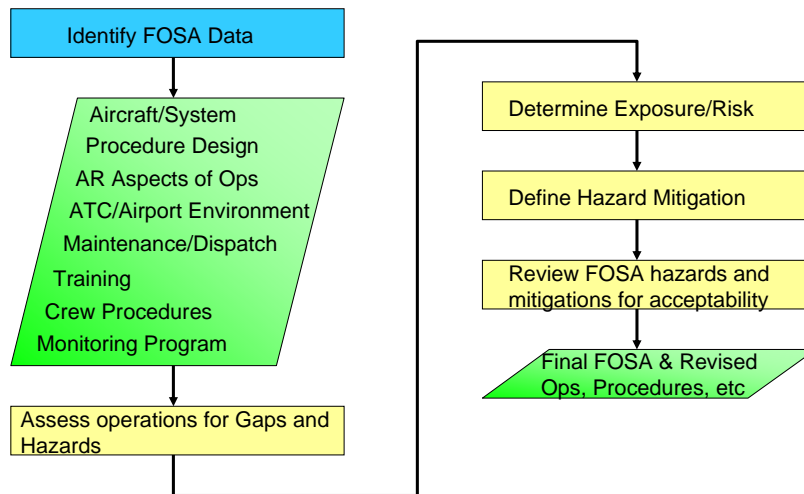 Identify FOSA Data
Aircraft/System
Procedure Design
AR Aspects of Ops
ATC/Airport Environment
Maintenance/Dispatch
Training
Crew Procedures
Monitoring Program
Assess operations for Gaps and
Hazards
Determine Exposure/Risk
Define Hazard Mitigation
Review FOSA hazards and
mitigations for acceptability
Final FOSA & Revised
Ops, Procedures, etc